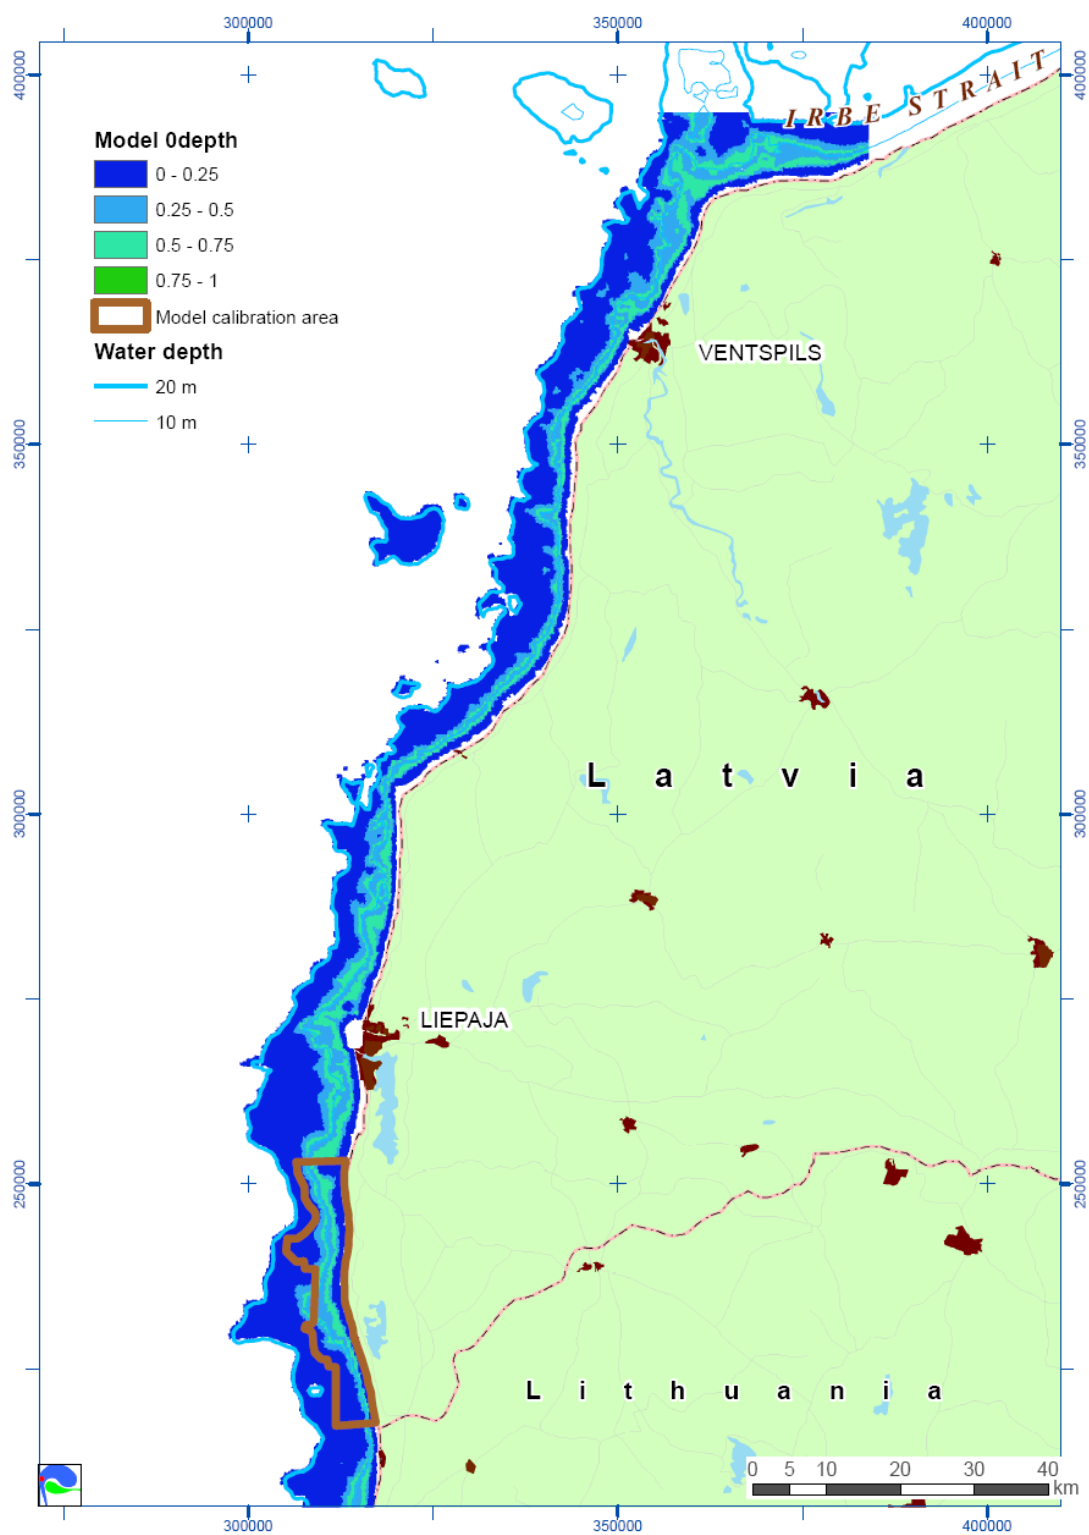 300000 350000 400000
400000 400000
IRBE STRAIT
Model 0depth
0 - 0.25
0.25 - 0.5
0.5 - 0.75
0.75 - 1
Model calibration area
Water depth
20 m
10 m
VENTSPILS
350000 350000
Latvia
300000 300000
LIEPAJA
250000 250000
Lithuania
0 5 10 20 30 40
km
300000 350000 400000